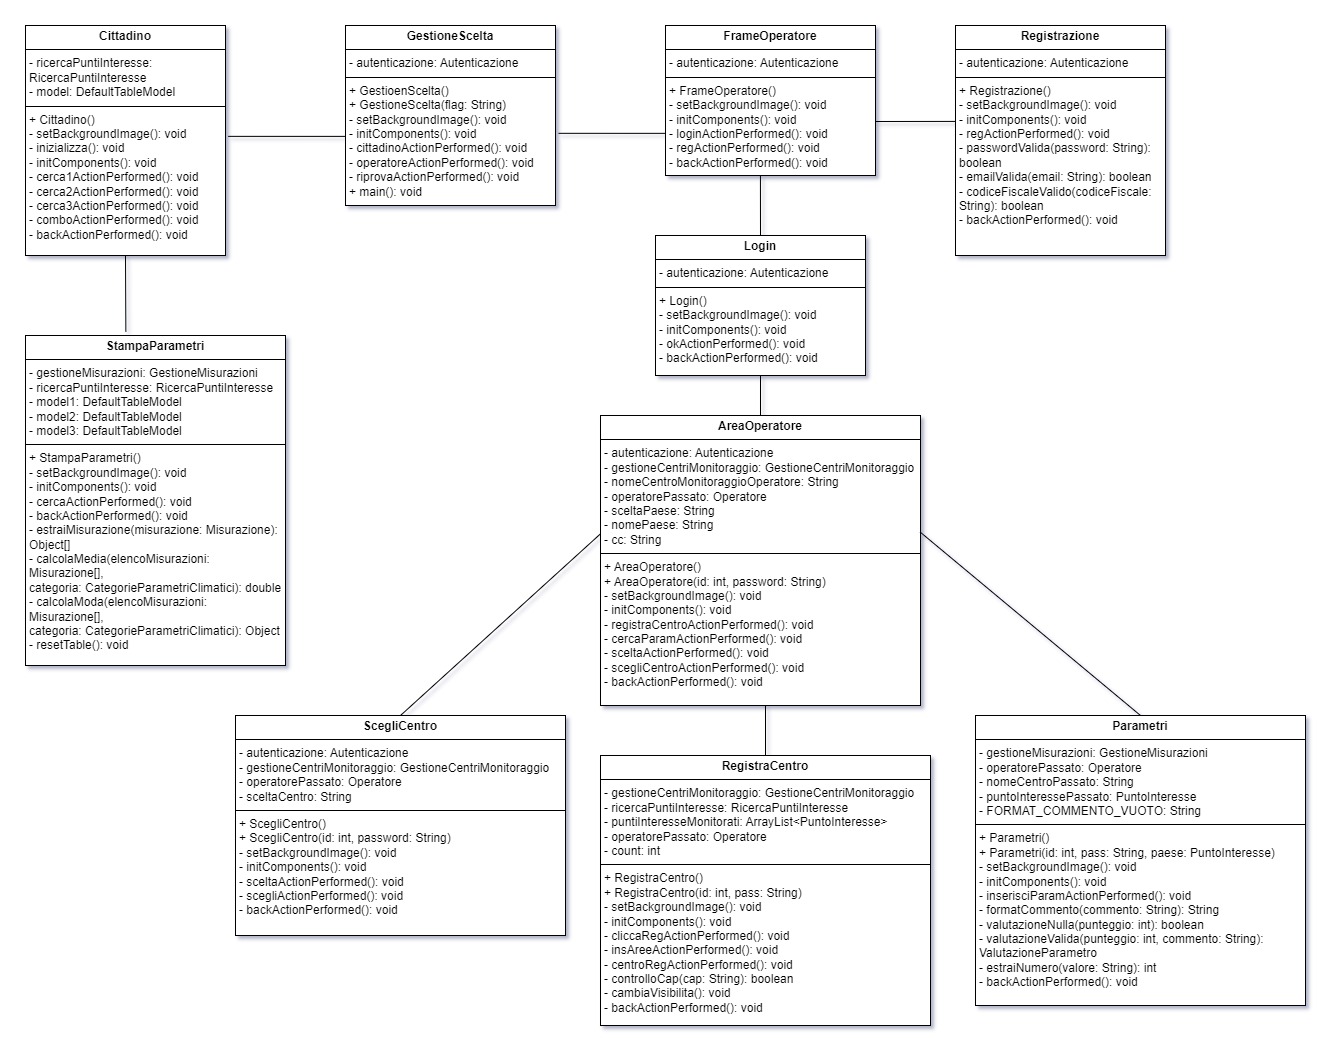 Cittadino
- ricercaPuntiInteresse:
RicercaPuntiInteresse
- model: DefaultTableModel
+ Cittadino()
- setBackgroundImage(): void
- inizializza(): void
- initComponents(): void
- cerca1ActionPerformed(): void
- cerca2ActionPerformed(): void
- cerca3ActionPerformed(): void
- comboActionPerformed(): void
- backActionPerformed(): void
GestioneScelta
- autenticazione: Autenticazione
+ GestioenScelta()
+ GestioneScelta(flag: String)
- setBackgroundImage(): void
- initComponents(): void
- cittadinoActionPerformed(): void
- operatoreActionPerformed(): void
- riprovaActionPerformed(): void
+ main(): void
FrameOperatore
- autenticazione: Autenticazione
+ FrameOperatore()
- setBackgroundImage(): void
- initComponents(): void
- loginActionPerformed(): void
- regActionPerformed(): void
- backActionPerformed(): void
Registrazione
- autenticazione: Autenticazione
+ Registrazione()
- setBackgroundImage(): void
- initComponents(): void
- regActionPerformed(): void
- passwordValida(password: String):
boolean
- emailValida(email: String): boolean
- codiceFiscaleValido(codiceFiscale:
String): boolean
- backActionPerformed(): void
Login
- autenticazione: Autenticazione
+ Login()
- setBackgroundImage(): void
- initComponents(): void
- okActionPerformed(): void
- backActionPerformed(): void
StampaParametri
- gestioneMisurazioni: GestioneMisurazioni
- ricercaPuntiInteresse: RicercaPuntiInteresse
- model1: DefaultTableModel
- model2: DefaultTableModel
- model3: DefaultTableModel
+ StampaParametri()
- setBackgroundImage(): void
- initComponents(): void
- cercaActionPerformed(): void
- backActionPerformed(): void
- estraiMisurazione(misurazione: Misurazione):
Object[]
- calcolaMedia(elencoMisurazioni:
Misurazione[],
categoria: CategorieParametriClimatici): double
- calcolaModa(elencoMisurazioni:
Misurazione[],
categoria: CategorieParametriClimatici): Object
- resetTable(): void
AreaOperatore
- autenticazione: Autenticazione
- gestioneCentriMonitoraggio: GestioneCentriMonitoraggio
- nomeCentroMonitoraggioOperatore: String
- operatorePassato: Operatore
- sceltaPaese: String
- nomePaese: String
- cc: String
+ AreaOperatore()
+ AreaOperatore(id: int, password: String)
- setBackgroundImage(): void
- initComponents(): void
- registraCentroActionPerformed(): void
- cercaParamActionPerformed(): void
- sceltaActionPerformed(): void
- scegliCentroActionPerformed(): void
- backActionPerformed(): void
ScegliCentro
- autenticazione: Autenticazione
- gestioneCentriMonitoraggio: GestioneCentriMonitoraggio
- operatorePassato: Operatore
- sceltaCentro: String
+ ScegliCentro()
+ ScegliCentro(id: int, password: String)
- setBackgroundImage(): void
- initComponents(): void
- sceltaActionPerformed(): void
- scegliActionPerformed(): void
- backActionPerformed(): void
RegistraCentro
- gestioneCentriMonitoraggio: GestioneCentriMonitoraggio
- ricercaPuntiInteresse: RicercaPuntiInteresse
- puntiInteresseMonitorati: ArrayList<PuntoInteresse>
- operatorePassato: Operatore
- count: int
+ RegistraCentro()
+ RegistraCentro(id: int, pass: String)
- setBackgroundImage(): void
- initComponents(): void
- cliccaRegActionPerformed(): void
- insAreeActionPerformed(): void
- centroRegActionPerformed(): void
- controlloCap(cap: String): boolean
- cambiaVisibilita(): void
- backActionPerformed(): void
Parametri
- gestioneMisurazioni: GestioneMisurazioni
- operatorePassato: Operatore
- nomeCentroPassato: String
- puntoInteressePassato: PuntoInteresse
- FORMAT_COMMENTO_VUOTO: String
+ Parametri()
+ Parametri(id: int, pass: String, paese: PuntoInteresse)
- setBackgroundImage(): void
- initComponents(): void
- inserisciParamActionPerformed(): void
- formatCommento(commento: String): String
- valutazioneNulla(punteggio: int): boolean
- valutazioneValida(punteggio: int, commento: String):
ValutazioneParametro
- estraiNumero(valore: String): int
- backActionPerformed(): void